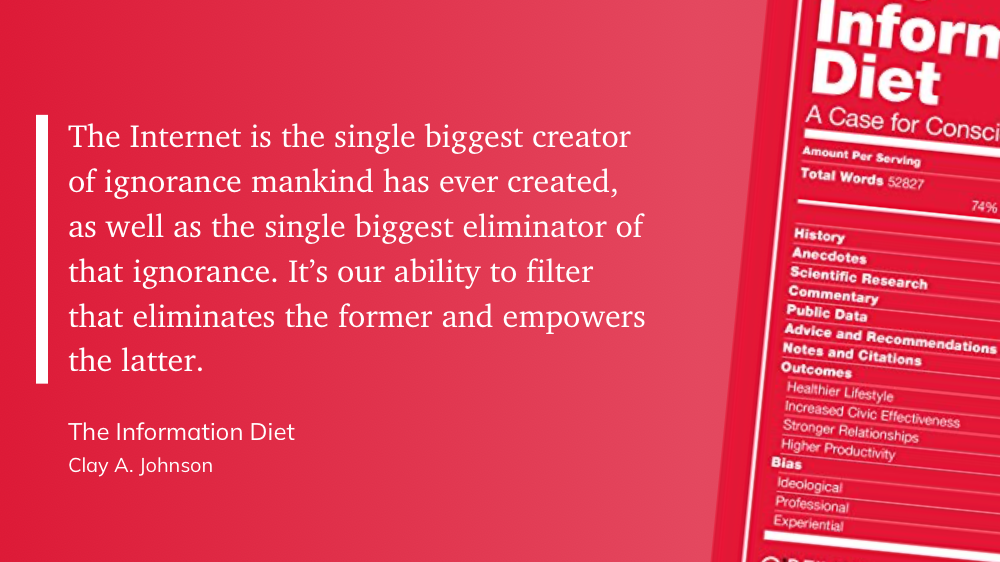 The Internet is the single biggest creator
of ignorance mankind has ever created,
as well as the single biggest eliminator of
that ignorance. It’s our ability to filter
that eliminates the former and empowers
the latter.
The Information Diet
Clay A. Johnson
Diet
A Case for
Amount Per Serving
Total Words 52827
74%
History
Anecdotes
Scientific Research
Commentary
Public Data
Advice and Recommendations
Notes and Citations
Outcomes
Healthier Lifestyle
Increased Civic Effectiveness
Stronger Relationships
Higher Productivity
Bias
Ideological
Professional
Experiential